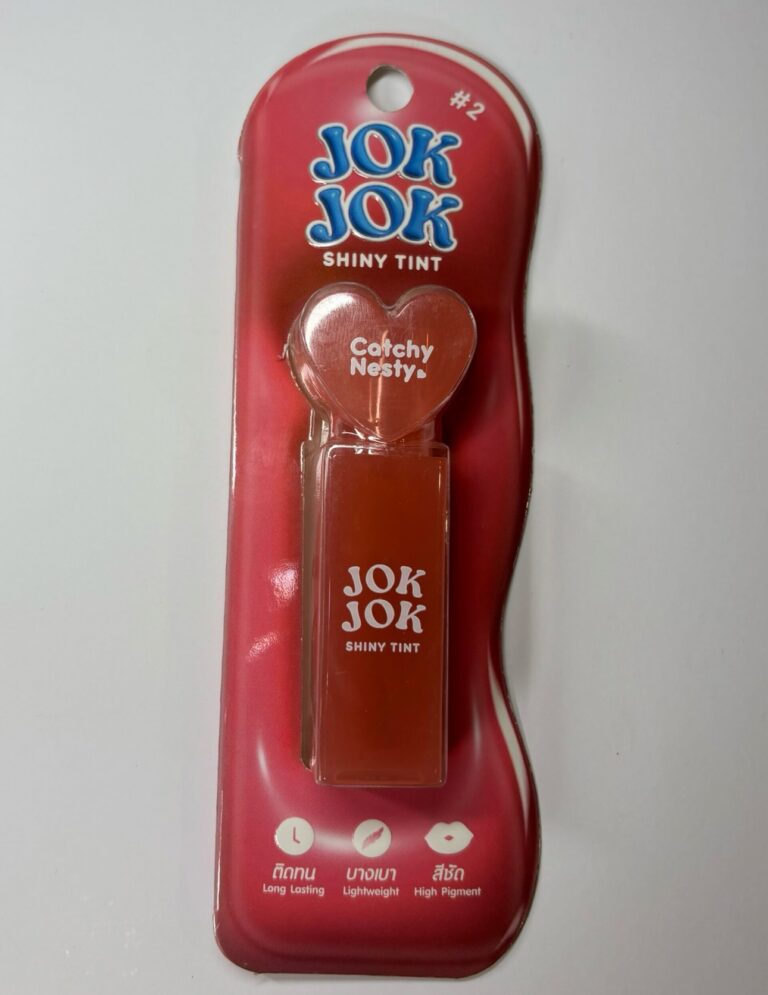 #2
JOK
JOK
SHINY TINT
Catchy
Nesty
JOK
JOK
SHINY TINT
ติดทน
Long Lasting
บางเบา
Lightweight
สีชัด
High Pigment